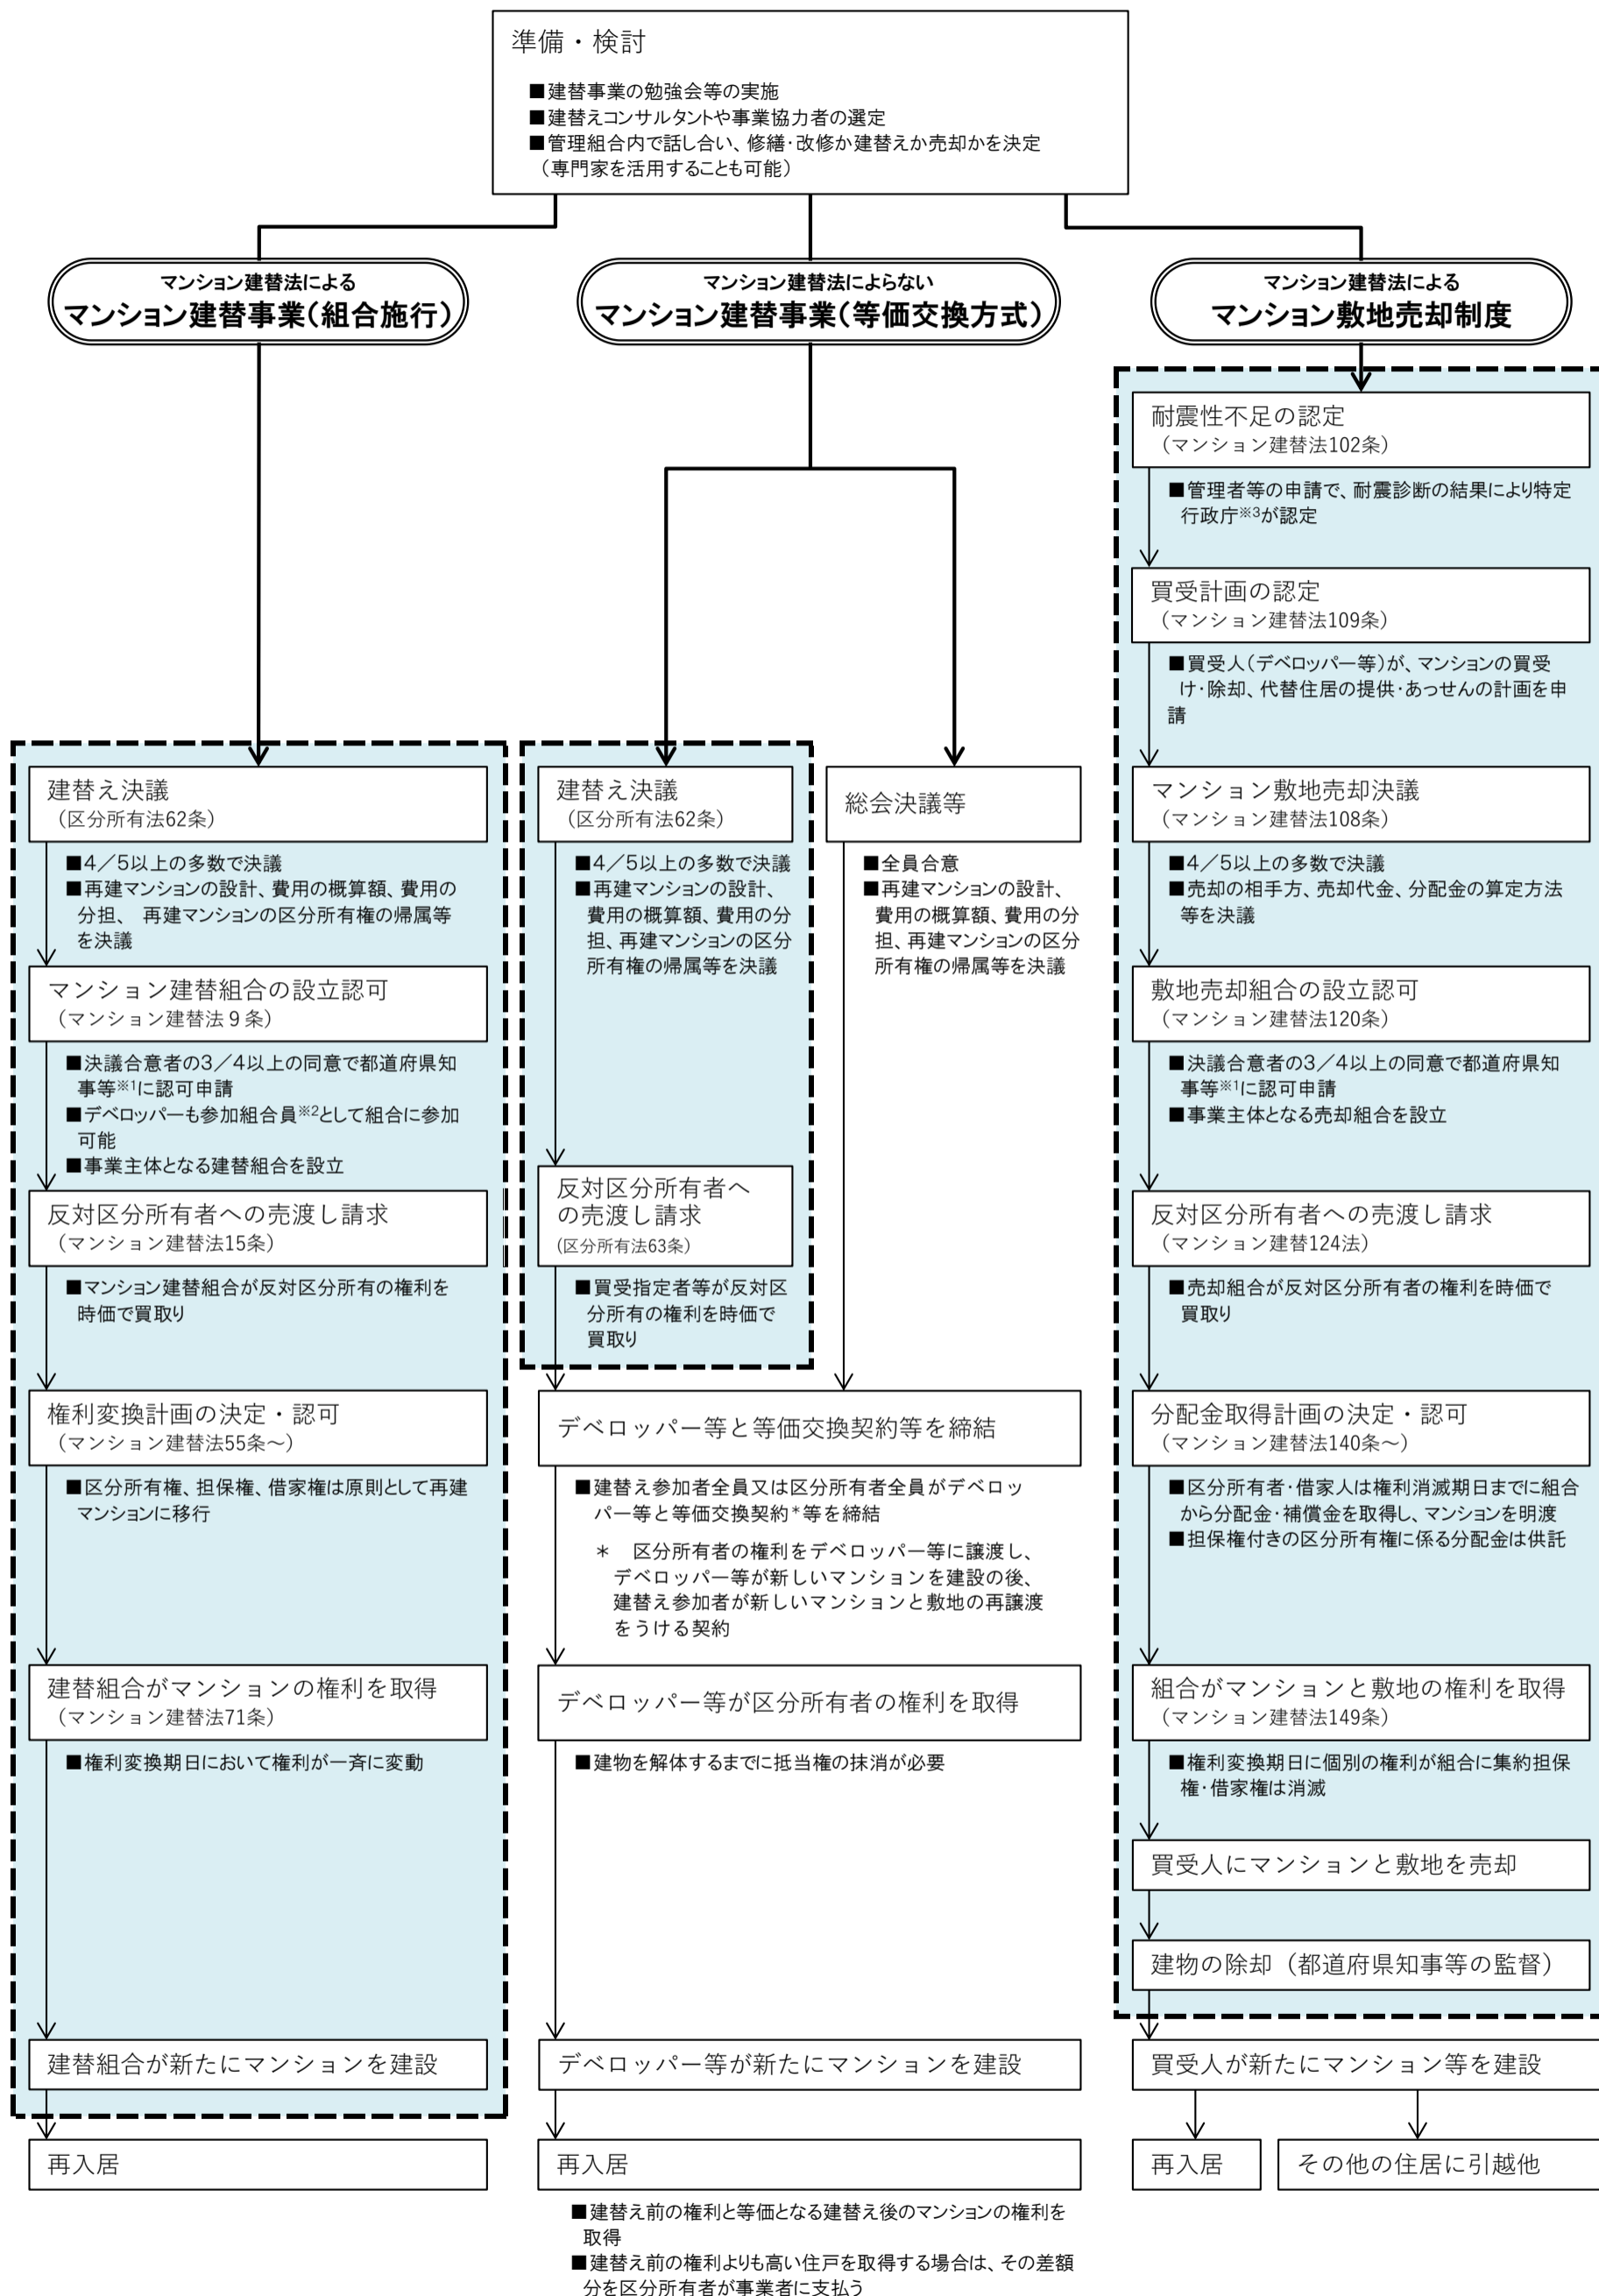 準備・検討
■建替事業の勉強会等の実施
■建替えコンサルタントや事業協力者の選定
■管理組合内で話し合い、修繕・改修か建替えか売却かを決定
（専門家を活用することも可能）
マンション建替法による
マンション建替事業（組合施行）
マンション建替法によらない
マンション建替事業（等価交換方式）
マンション建替法による
マンション敷地売却制度
建替え決議
（区分所有法62条）
■4／5以上の多数で決議
■再建マンションの設計、費用の概算額、費用の
分担、 再建マンションの区分所有権の帰属等
を決議
マンション建替組合の設立認可
（マンション建替法９条）
■決議合意者の3／4以上の同意で都道府県知
事等※1に認可申請
■デベロッパーも参加組合員※2として組合に参加
可能
■事業主体となる建替組合を設立
反対区分所有者への売渡し請求
（マンション建替法15条）
■マンション建替組合が反対区分所有の権利を
時価で買取り
権利変換計画の決定・認可
（マンション建替法55条～）
■区分所有権、担保権、借家権は原則として再建
マンションに移行
建替組合がマンションの権利を取得
（マンション建替法71条）
■権利変換期日において権利が一斉に変動
建替組合が新たにマンションを建設
再入居
建替え決議
（区分所有法62条）
■4／5以上の多数で決議
■再建マンションの設計、
費用の概算額、費用の分
担、再建マンションの区分
所有権の帰属等を決議
反対区分所有者へ
の売渡し請求
(区分所有法63条)
■買受指定者等が反対区
分所有の権利を時価で
買取り
総会決議等
■全員合意
■再建マンションの設計、
費用の概算額、費用の分
担、再建マンションの区分
所有権の帰属等を決議
デベロッパー等と等価交換契約等を締結
■建替え参加者全員又は区分所有者全員がデベロッ
パー等と等価交換契約＊等を締結
＊ 区分所有者の権利をデベロッパー等に譲渡し、
デベロッパー等が新しいマンションを建設の後、
建替え参加者が新しいマンションと敷地の再譲渡
をうける契約
デベロッパー等が区分所有者の権利を取得
■建物を解体するまでに抵当権の抹消が必要
デベロッパー等が新たにマンションを建設
再入居
■建替え前の権利と等価となる建替え後のマンションの権利を
取得
■建替え前の権利よりも高い住戸を取得する場合は、その差額
分を区分所有者が事業者に支払う
耐震性不足の認定
（マンション建替法102条）
■管理者等の申請で、耐震診断の結果により特定
行政庁※3が認定
買受計画の認定
（マンション建替法109条）
■買受人（デベロッパー等）が、マンションの買受
け・除却、代替住居の提供・あっせんの計画を申
請
マンション敷地売却決議
（マンション建替法108条）
■4／5以上の多数で決議
■売却の相手方、売却代金、分配金の算定方法
等を決議
敷地売却組合の設立認可
（マンション建替法120条）
■決議合意者の3／4以上の同意で都道府県知
事等※1に認可申請
■事業主体となる売却組合を設立
反対区分所有者への売渡し請求
（マンション建替124法）
■売却組合が反対区分所有者の権利を時価で
買取り
分配金取得計画の決定・認可
（マンション建替法140条～）
■区分所有者・借家人は権利消滅期日までに組合
から分配金・補償金を取得し、マンションを明渡
■担保権付きの区分所有権に係る分配金は供託
組合がマンションと敷地の権利を取得
（マンション建替法149条）
■権利変換期日に個別の権利が組合に集約担保
権・借家権は消滅
買受人にマンションと敷地を売却
建物の除却（都道府県知事等の監督）
買受人が新たにマンション等を建設
再入居
その他の住居に引越他